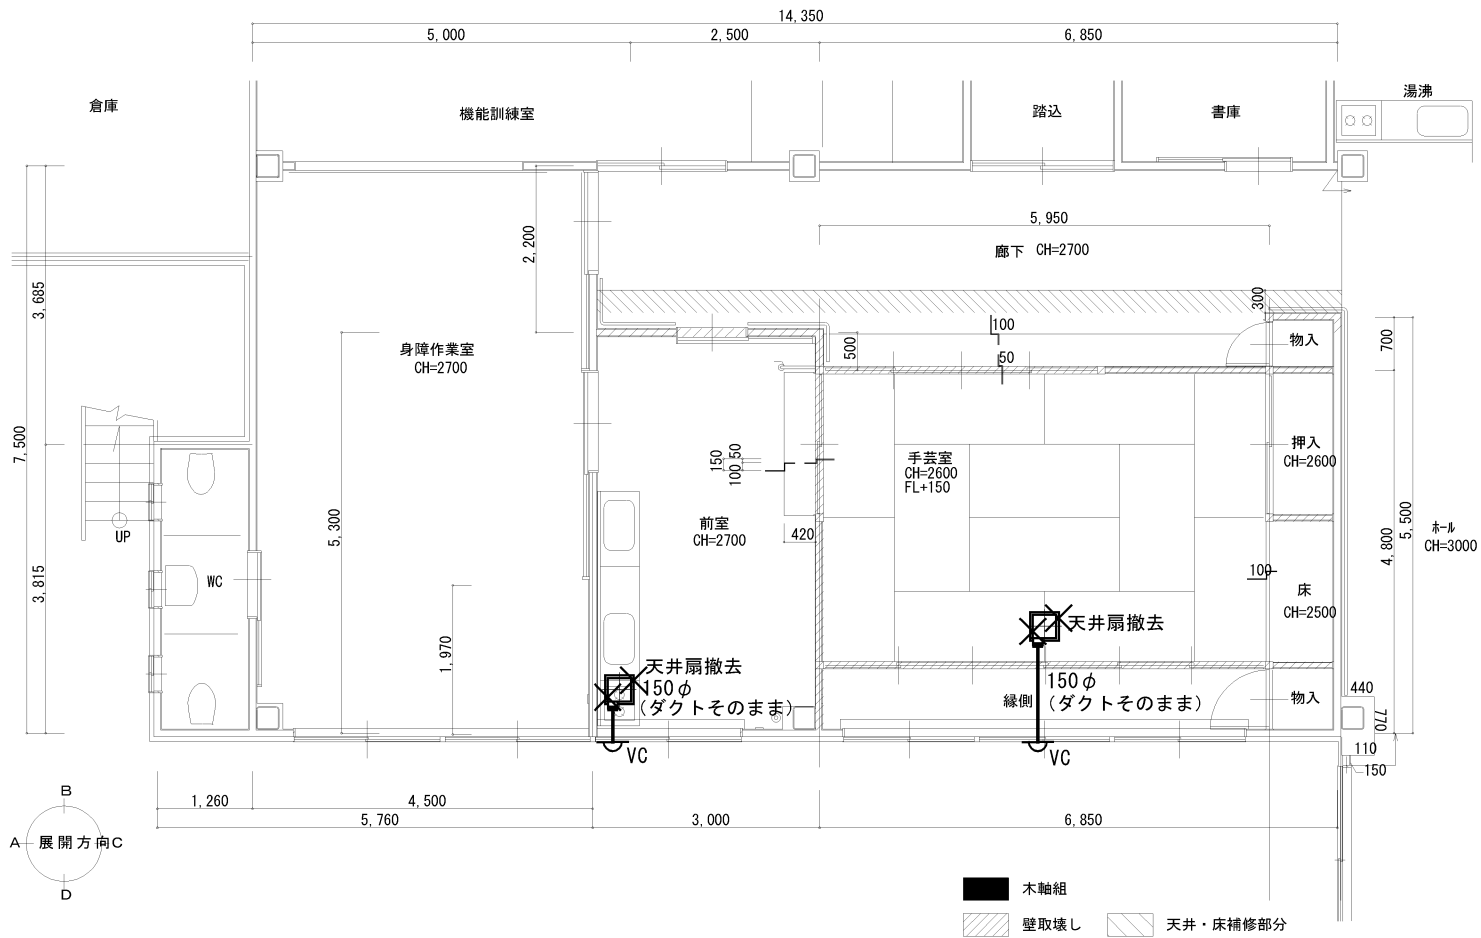 14,350
5,000
2,500
6,850
倉庫
機能訓練室
踏込
書庫
湯沸
5,950
廊下 CH=2700
2,200
300
3,685
身障作業室
CH=2700
100
500
50
物入
700
7,500
150
100 50
手芸室
CH=2600
FL+150
押入
CH=2600
5,300
前室
CH=2700
420
UP
5,500
4,800
ホール
CH=3000
WC
3,815
100
床
CH=2500
天井扇撤去
1,970
天井扇撤去
150φ
(ダクトそのまま)
縁側
150φ
(ダクトそのまま)
物入
440
770
VC
VC
110
150
1,260
4,500
5,760
3,000
6,850
B
A 展開方向 C
D
木軸組
壁取壊し
天井・床補修部分